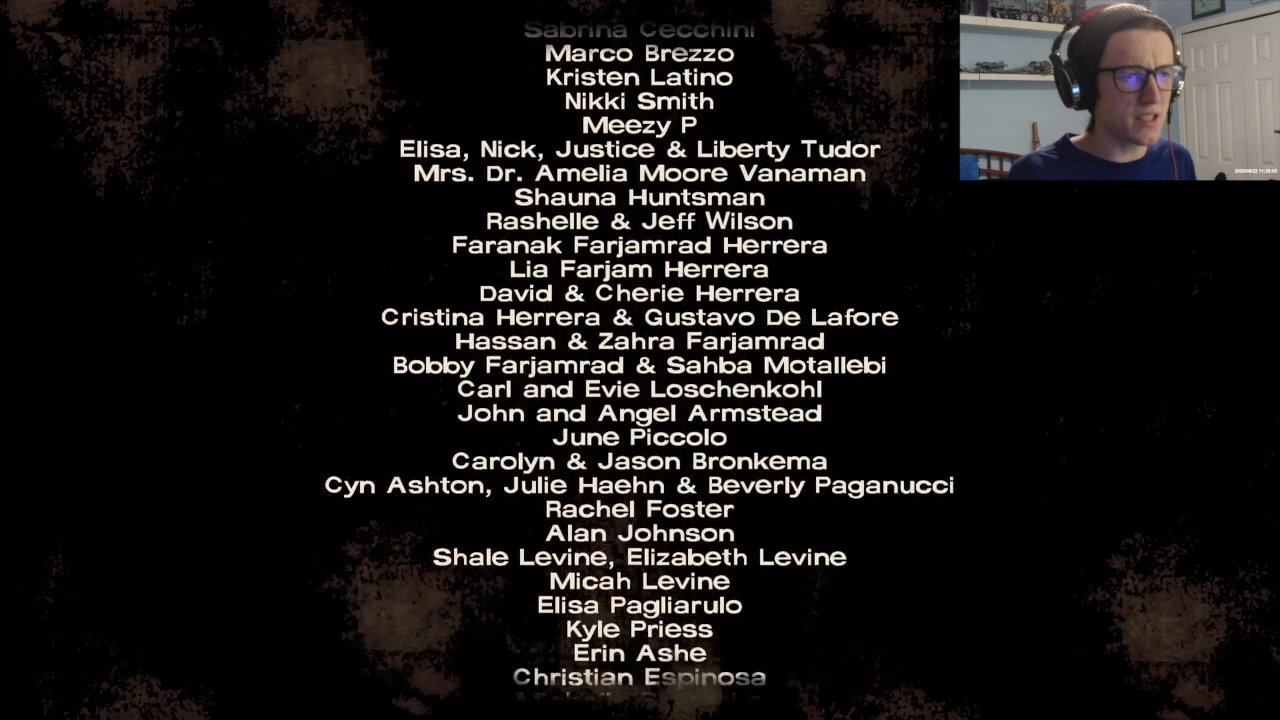 Sabrina Cecchini
Marco Brezzo
Kristen Latino
Nikki Smith
Meezy P
Elisa, Nick, Justice & Liberty Tudor
Mrs. Dr. Amelia Moore Vanaman
Shauna Huntsman
Rashelle & Jeff Wilson
Faranak Farjamrad Herrera
Lia Farjam Herrera
David & Cherie Herrera
Cristina Herrera & Gustavo De Lafore
Hassan & Zahra Farjamrad
Bobby Farjamrad & Sahba Motallebi
Carl and Evie Loschenkohl
John and Angel Armstead
June Piccolo
Carolyn & Jason Bronkema
Cyn Ashton, Julie Haehn & Beverly Paganucci
Rachel Foster
Alan Johnson
Shale Levine, Elizabeth Levine
Micah Levine
Elisa Pagliarulo
Kyle Priess
Erin Ashe
Christian Espinosa